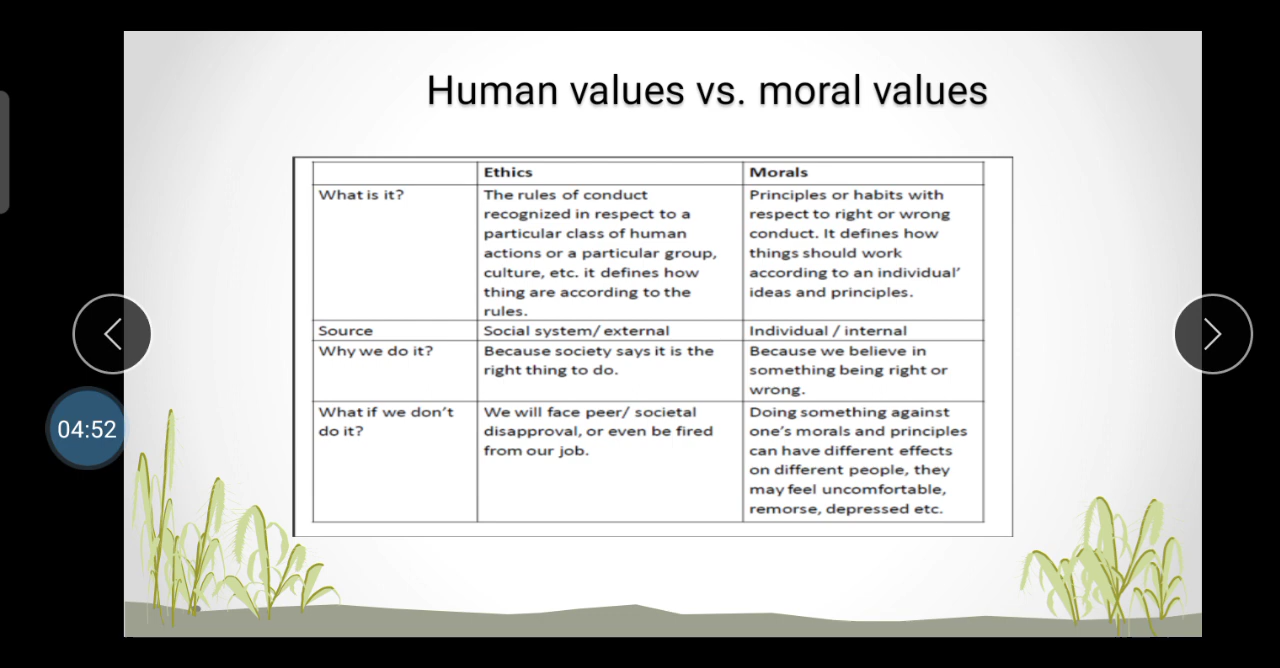 Human values vs. moral values
Ethics
Morals
What is it?
The rules of conduct
recognized in respect to a
particular class of human
actions or a particular group,
culture, etc. it defines how
thing are according to the
rules.
Principles or habits with
respect to right or wrong
conduct. It defines how
things should work
according to an individual’
ideas and principles.
Source
Social system/ external
Individual / internal
Why we do it?
Because society says it is the
right thing to do.
Because we believe in
something being right or
wrong.
What if we don’t
do it?
We will face peer/ societal
disapproval, or even be fired
from our job.
Doing something against
one’s morals and principles
can have different effects
on different people, they
may feel uncomfortable,
remorse, depressed etc.
04:52